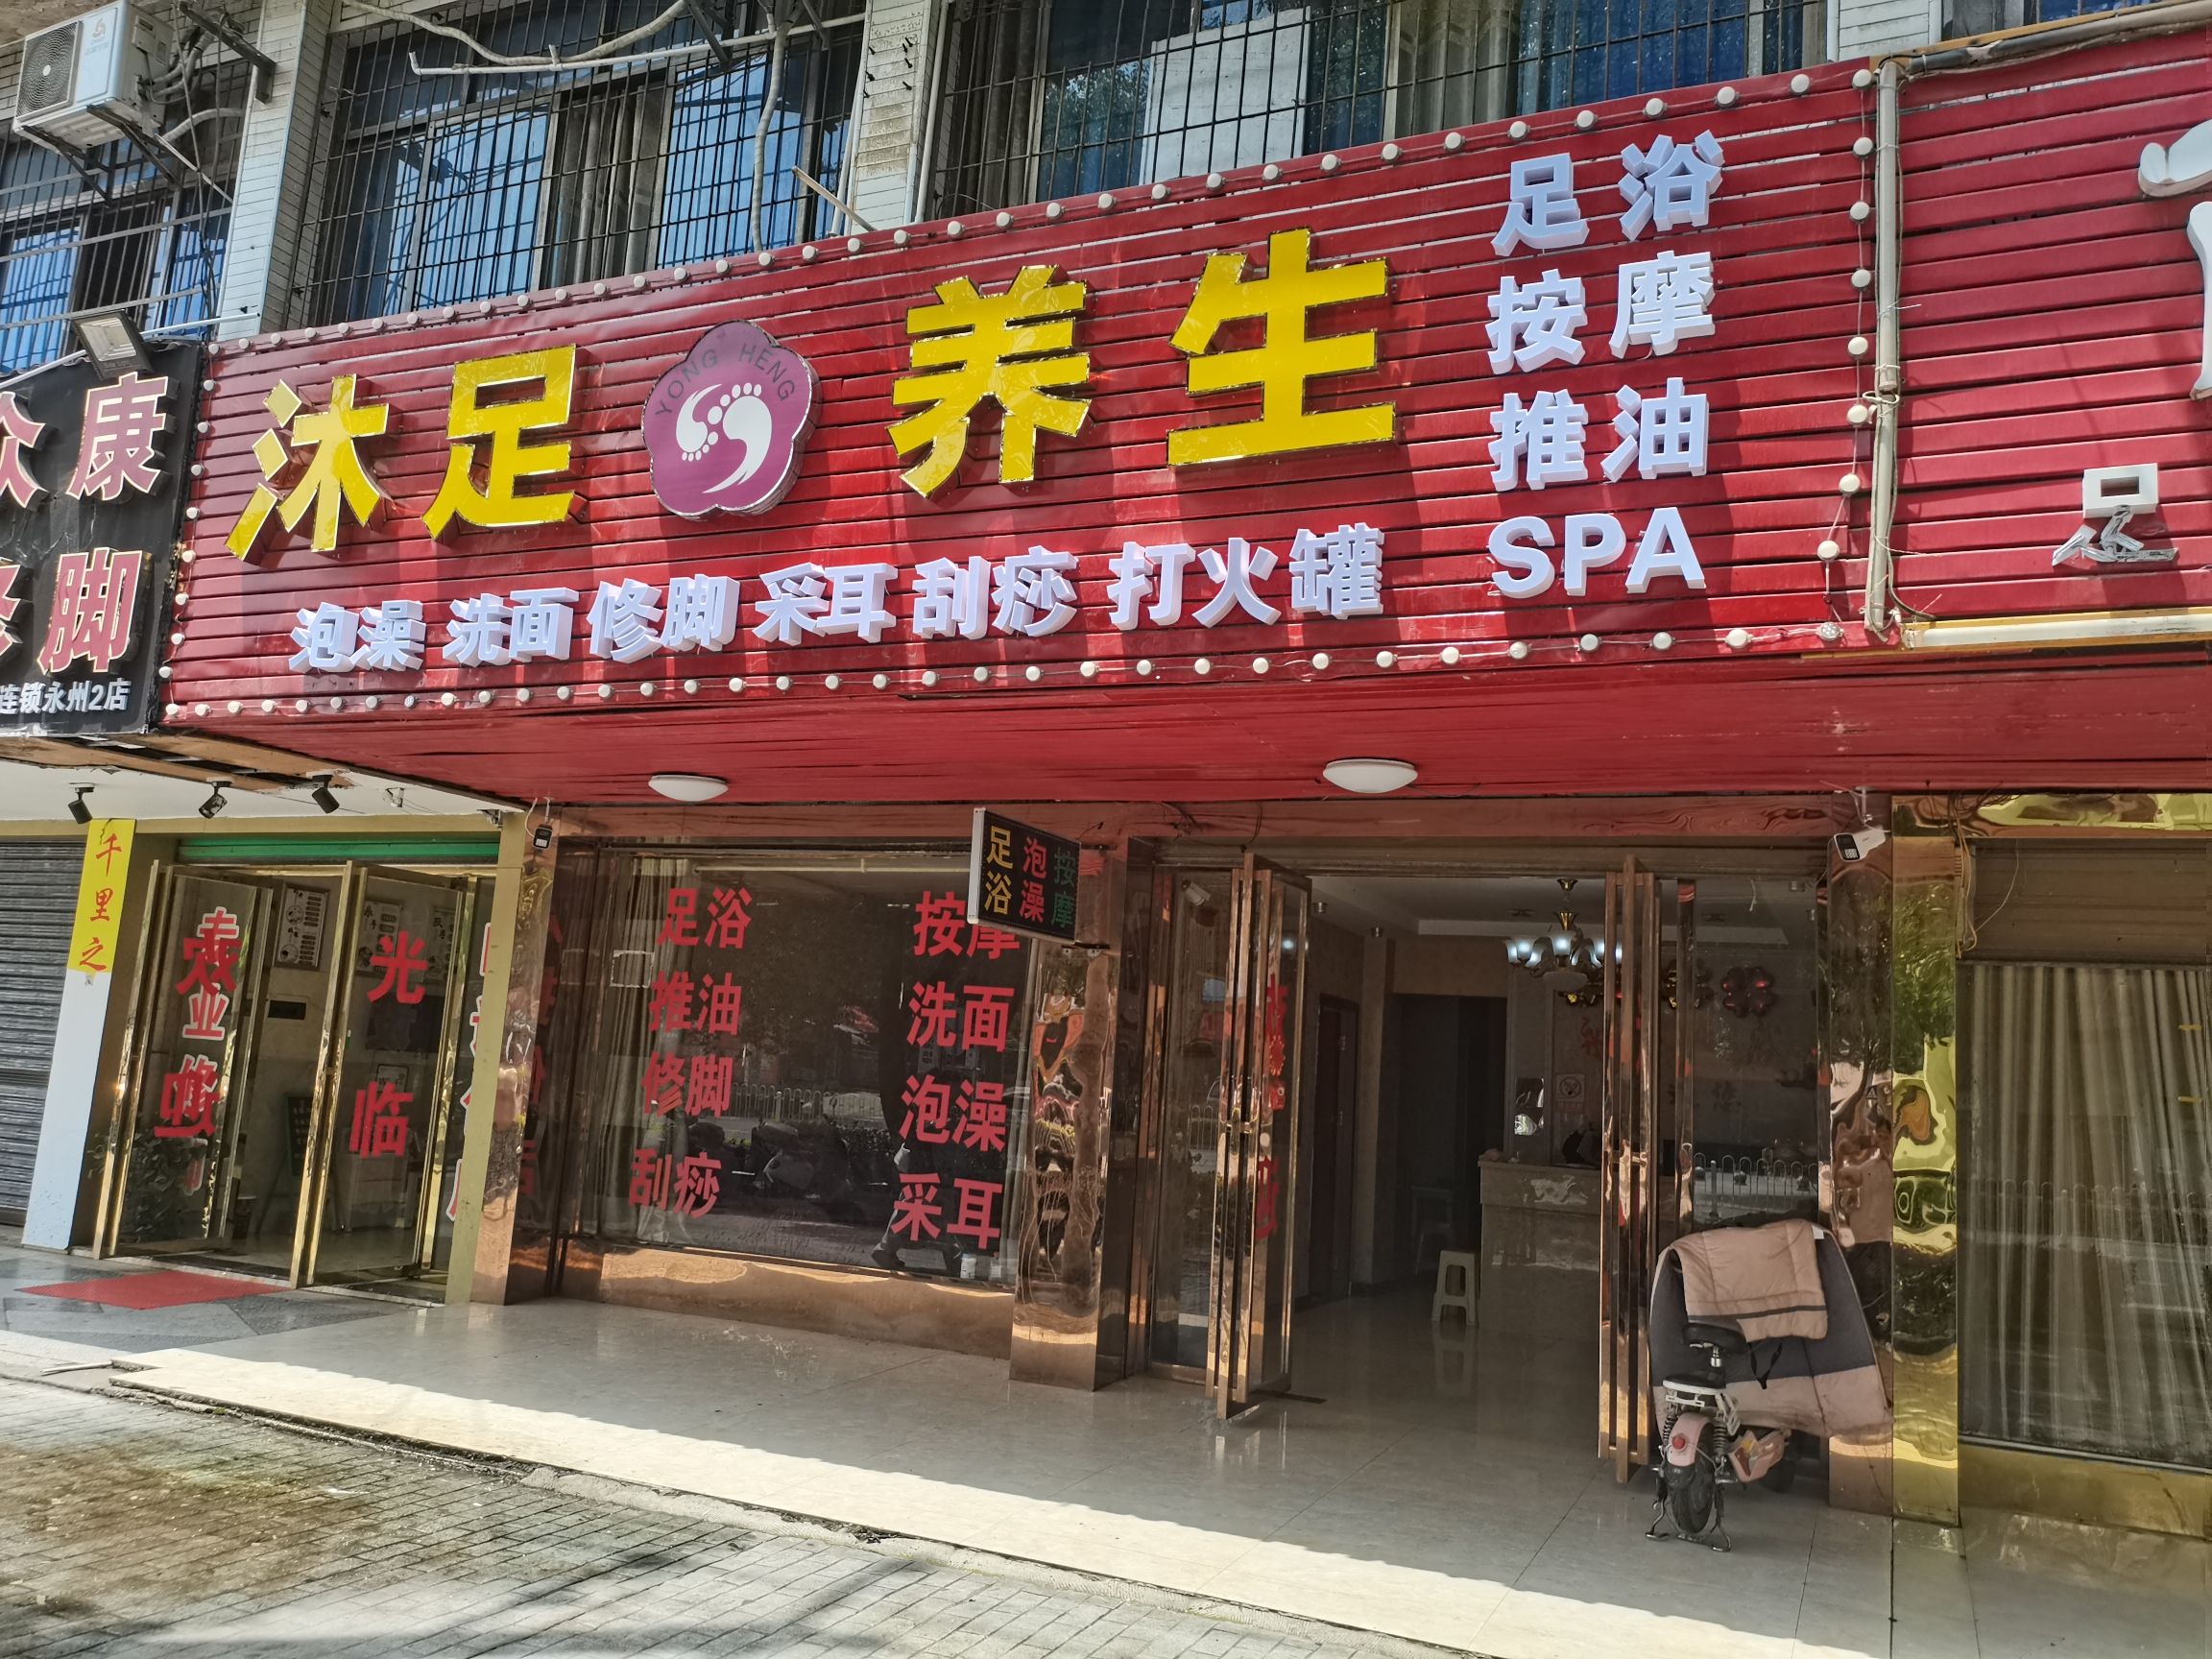 沐足
YONG HENG
养生
足浴
按摩
推油
SPA
泡澡 洗面 修脚 采耳 刮痧 打火罐
众康
修脚
连锁永州2店
足
千里之
光临
足浴
泡澡
按摩
足浴
推油
修脚
刮痧
按摩
洗面
泡澡
采耳